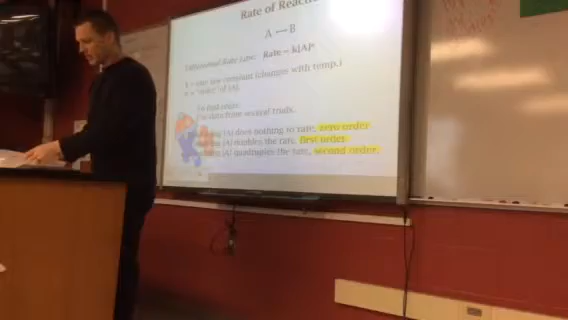 Rate of Reac
A B
Differential Rate Law: Rate = k[A]ⁿ
k = rate law constant (changes with temp.)
n = "order" of [A]
To find order:
Use data from several trials.
[A] does nothing to rate, zero order
[A] doubles the rate, first order
[A] quadruples the rate, second order.